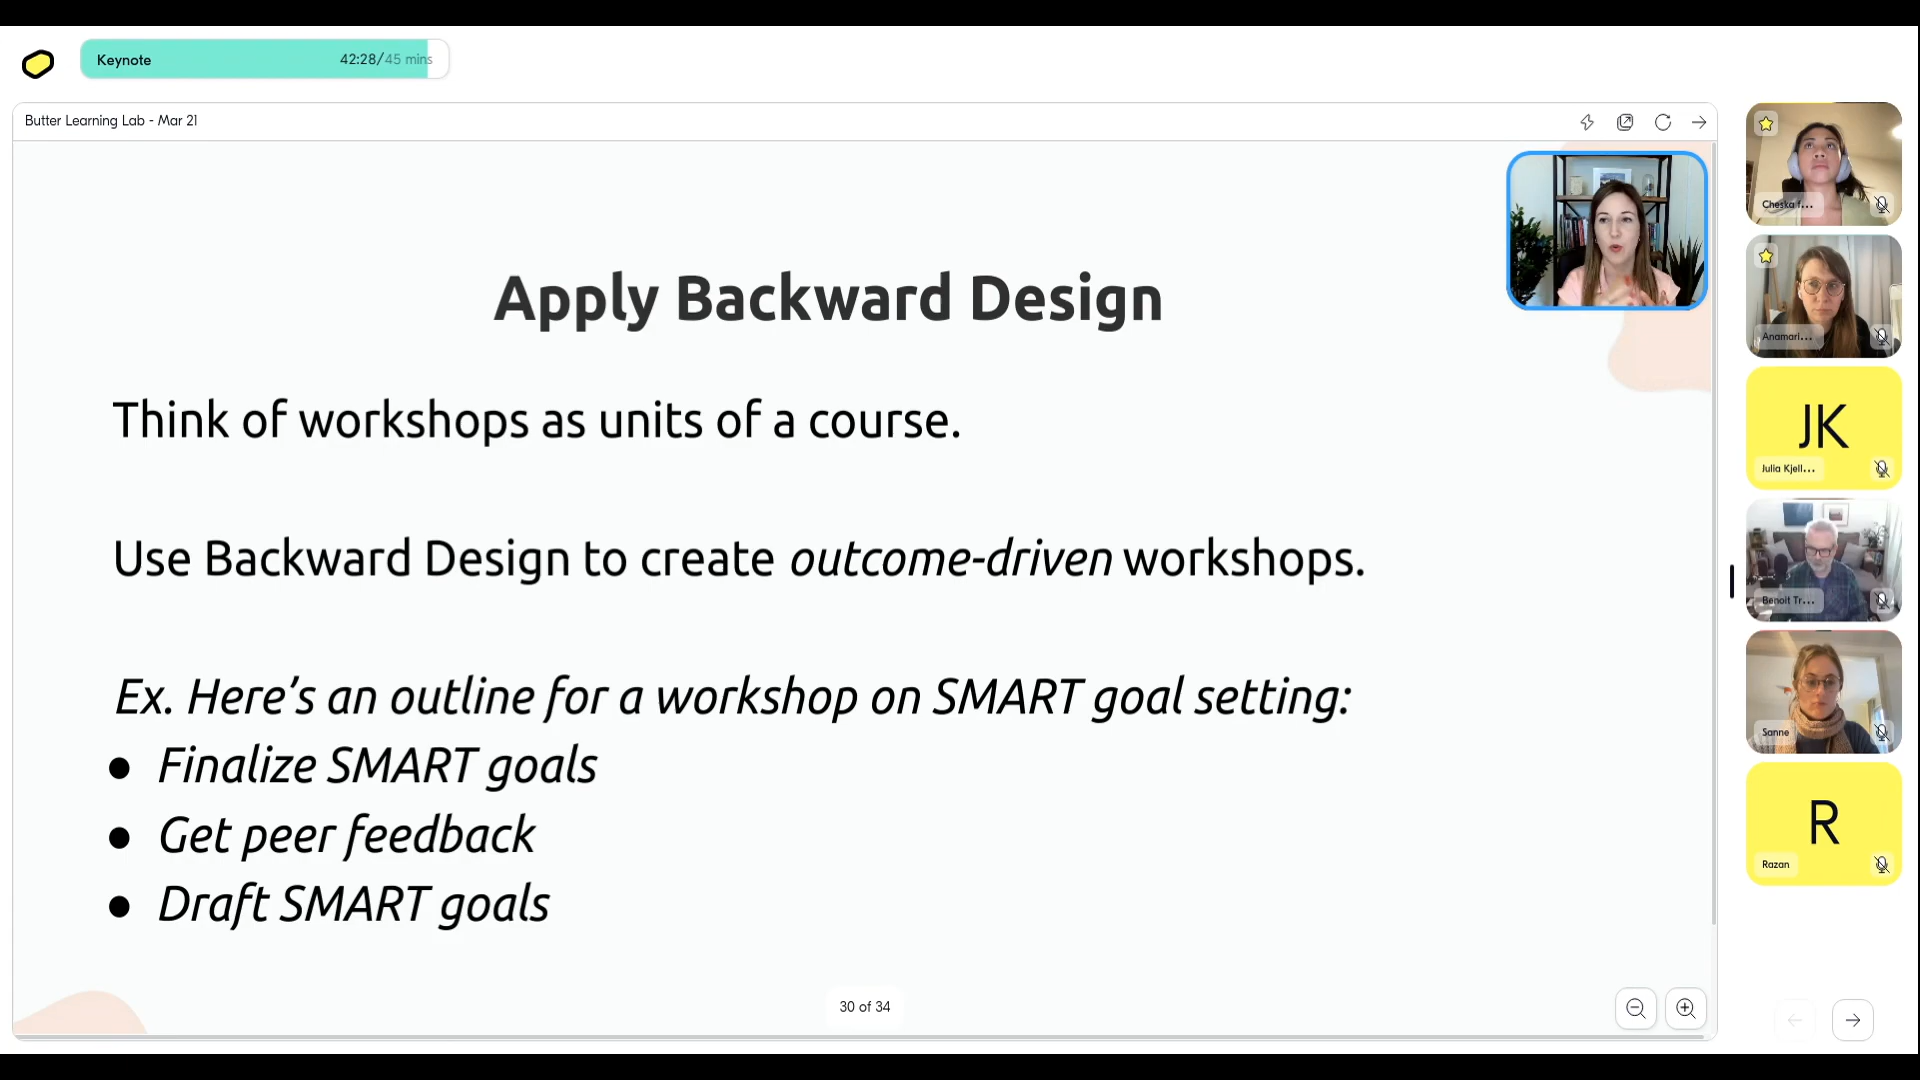 Keynote
42:28/45 mins
Butter Learning Lab - Mar 21
Apply Backward Design
Think of workshops as units of a course.
Use Backward Design to create outcome-driven workshops.
Ex. Here's an outline for a workshop on SMART goal setting:
● Finalize SMART goals
● Get peer feedback
● Draft SMART goals
30 of 34
Cheska f...
Anamari...
JK
Julia Kjell...
Benoit Tr...
Sanne
R
Razan